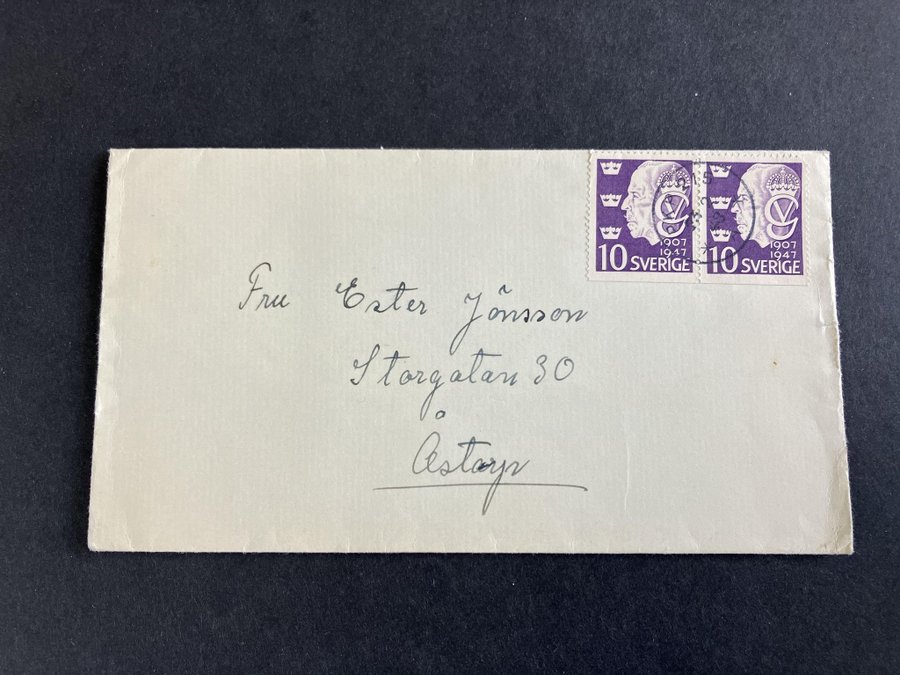 10 SVERIGE
1907
1947
10 SVERIGE
1907
1947
Fru Ester Jönsson
Storgatan 30
Åstorp